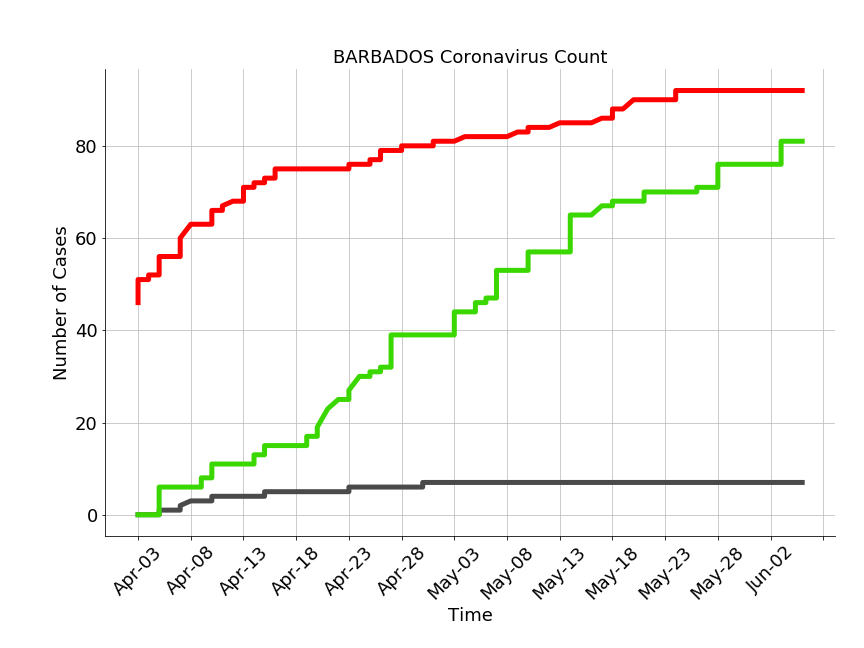 BARBADOS Coronavirus Count
Number of Cases
80
60
40
20
0
Apr-03
Apr-08
Apr-13
Apr-18
Apr-23
Apr-28
May-03
May-08
May-13
May-18
May-23
May-28
Jun-02
Time